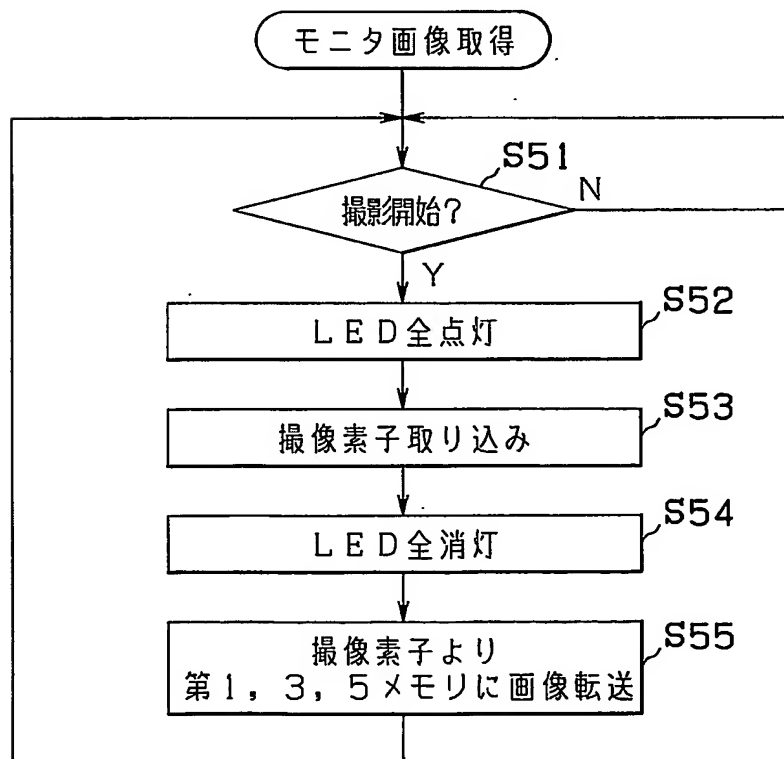 モニタ画像取得
S51
撮影開始?
N
Y
S52
LED全点灯
S53
撮像素子取り込み
S54
LED全消灯
S55
撮像素子より
第1,3,5メモリに画像転送